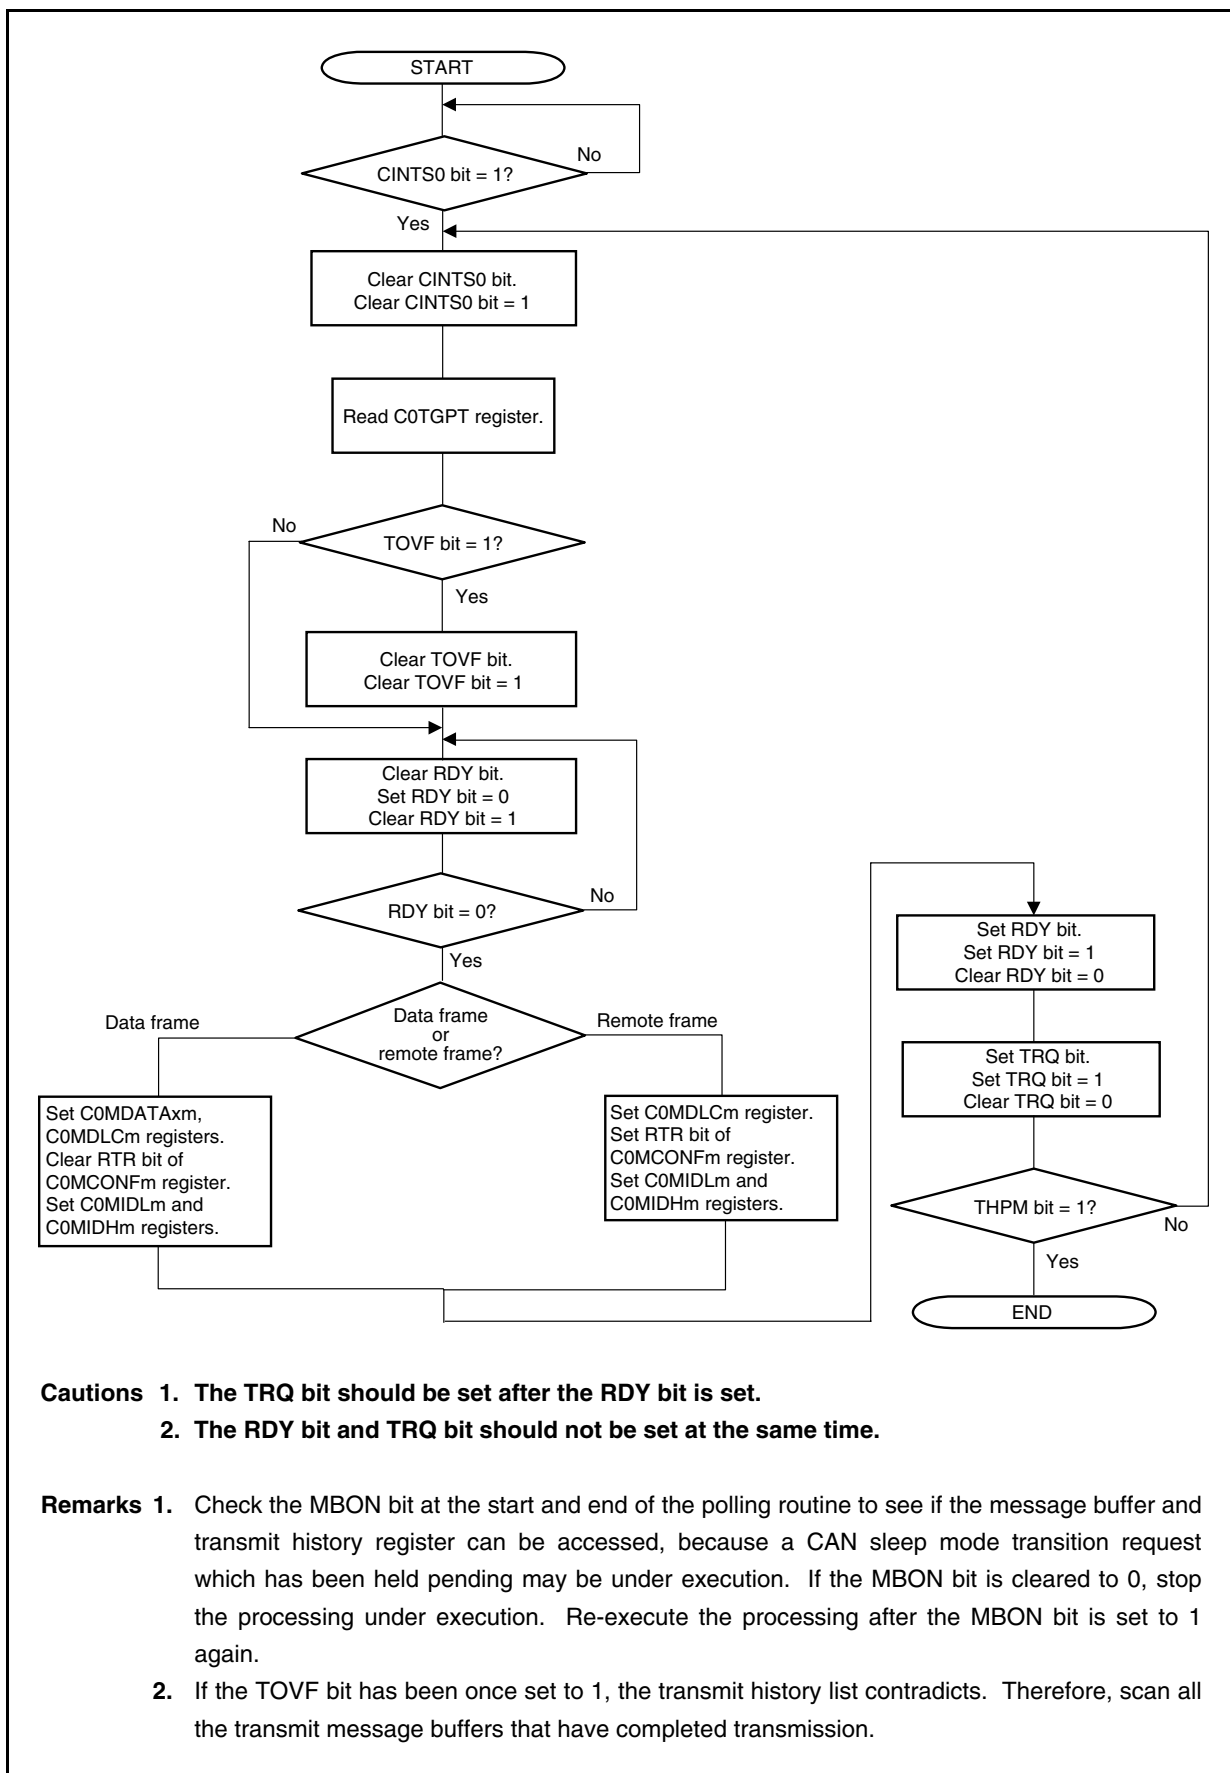 START
CINTS0 bit = 1?
No
Yes
Clear CINTS0 bit.
Clear CINTS0 bit = 1
Read C0TGPT register.
TOVF bit = 1?
No
Yes
Clear TOVF bit.
Clear TOVF bit = 1
Clear RDY bit.
Set RDY bit = 0
Clear RDY bit = 1
RDY bit = 0?
No
Yes
Data frame
or
remote frame?
Data frame
Remote frame
Set C0MDATAxm,
C0MDLCm registers.
Clear RTR bit of
C0MCONFm register.
Set C0MIDLm and
C0MIDHm registers.
Set C0MDLCm register.
Set RTR bit of
C0MCONFm register.
Set C0MIDLm and
C0MIDHm registers.
Set RDY bit.
Set RDY bit = 1
Clear RDY bit = 0
Set TRQ bit.
Set TRQ bit = 1
Clear TRQ bit = 0
THPM bit = 1?
No
Yes
END
Cautions 1. The TRQ bit should be set after the RDY bit is set.
2. The RDY bit and TRQ bit should not be set at the same time.
Remarks 1. Check the MBON bit at the start and end of the polling routine to see if the message buffer and
transmit history register can be accessed, because a CAN sleep mode transition request
which has been held pending may be under execution. If the MBON bit is cleared to 0, stop
the processing under execution. Re-execute the processing after the MBON bit is set to 1
again.
2. If the TOVF bit has been once set to 1, the transmit history list contradicts. Therefore, scan all
the transmit message buffers that have completed transmission.